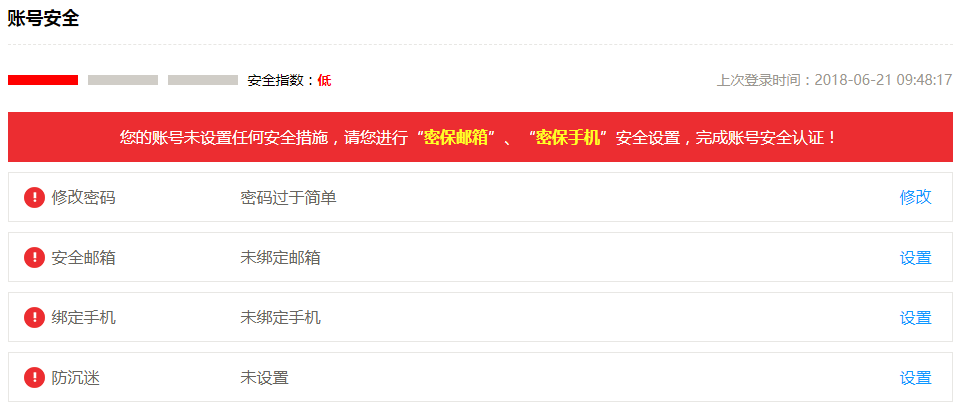 账号安全
安全指数：低 上次登录时间：2018-06-21 09:48:17
您的账号未设置任何安全措施，请您进行“密保邮箱”、“密保手机”安全设置，完成账号安全认证！
修改密码 密码过于简单 修改
安全邮箱 未绑定邮箱 设置
绑定手机 未绑定手机 设置
防沉迷 未设置 设置